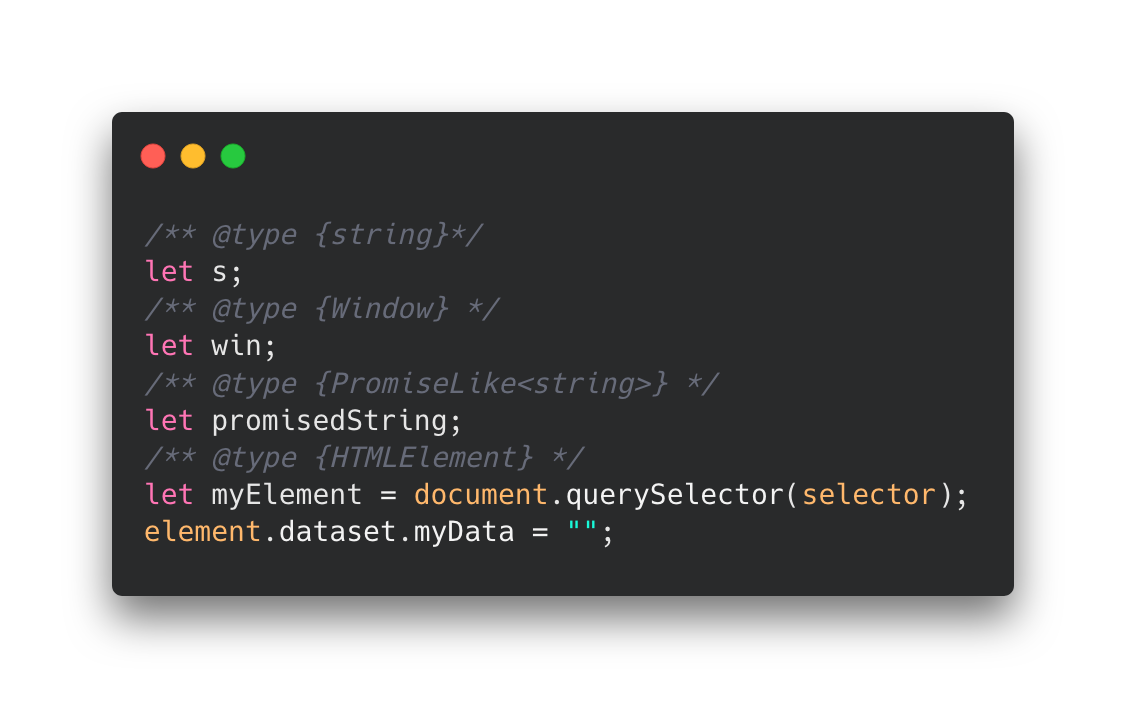 /** @type {string}*/
let s;
/** @type {Window} */
let win;
/** @type {PromiseLike<string>} */
let promisedString;
/** @type {HTMLElement} */
let myElement = document.querySelector(selector);
element.dataset.myData = "";